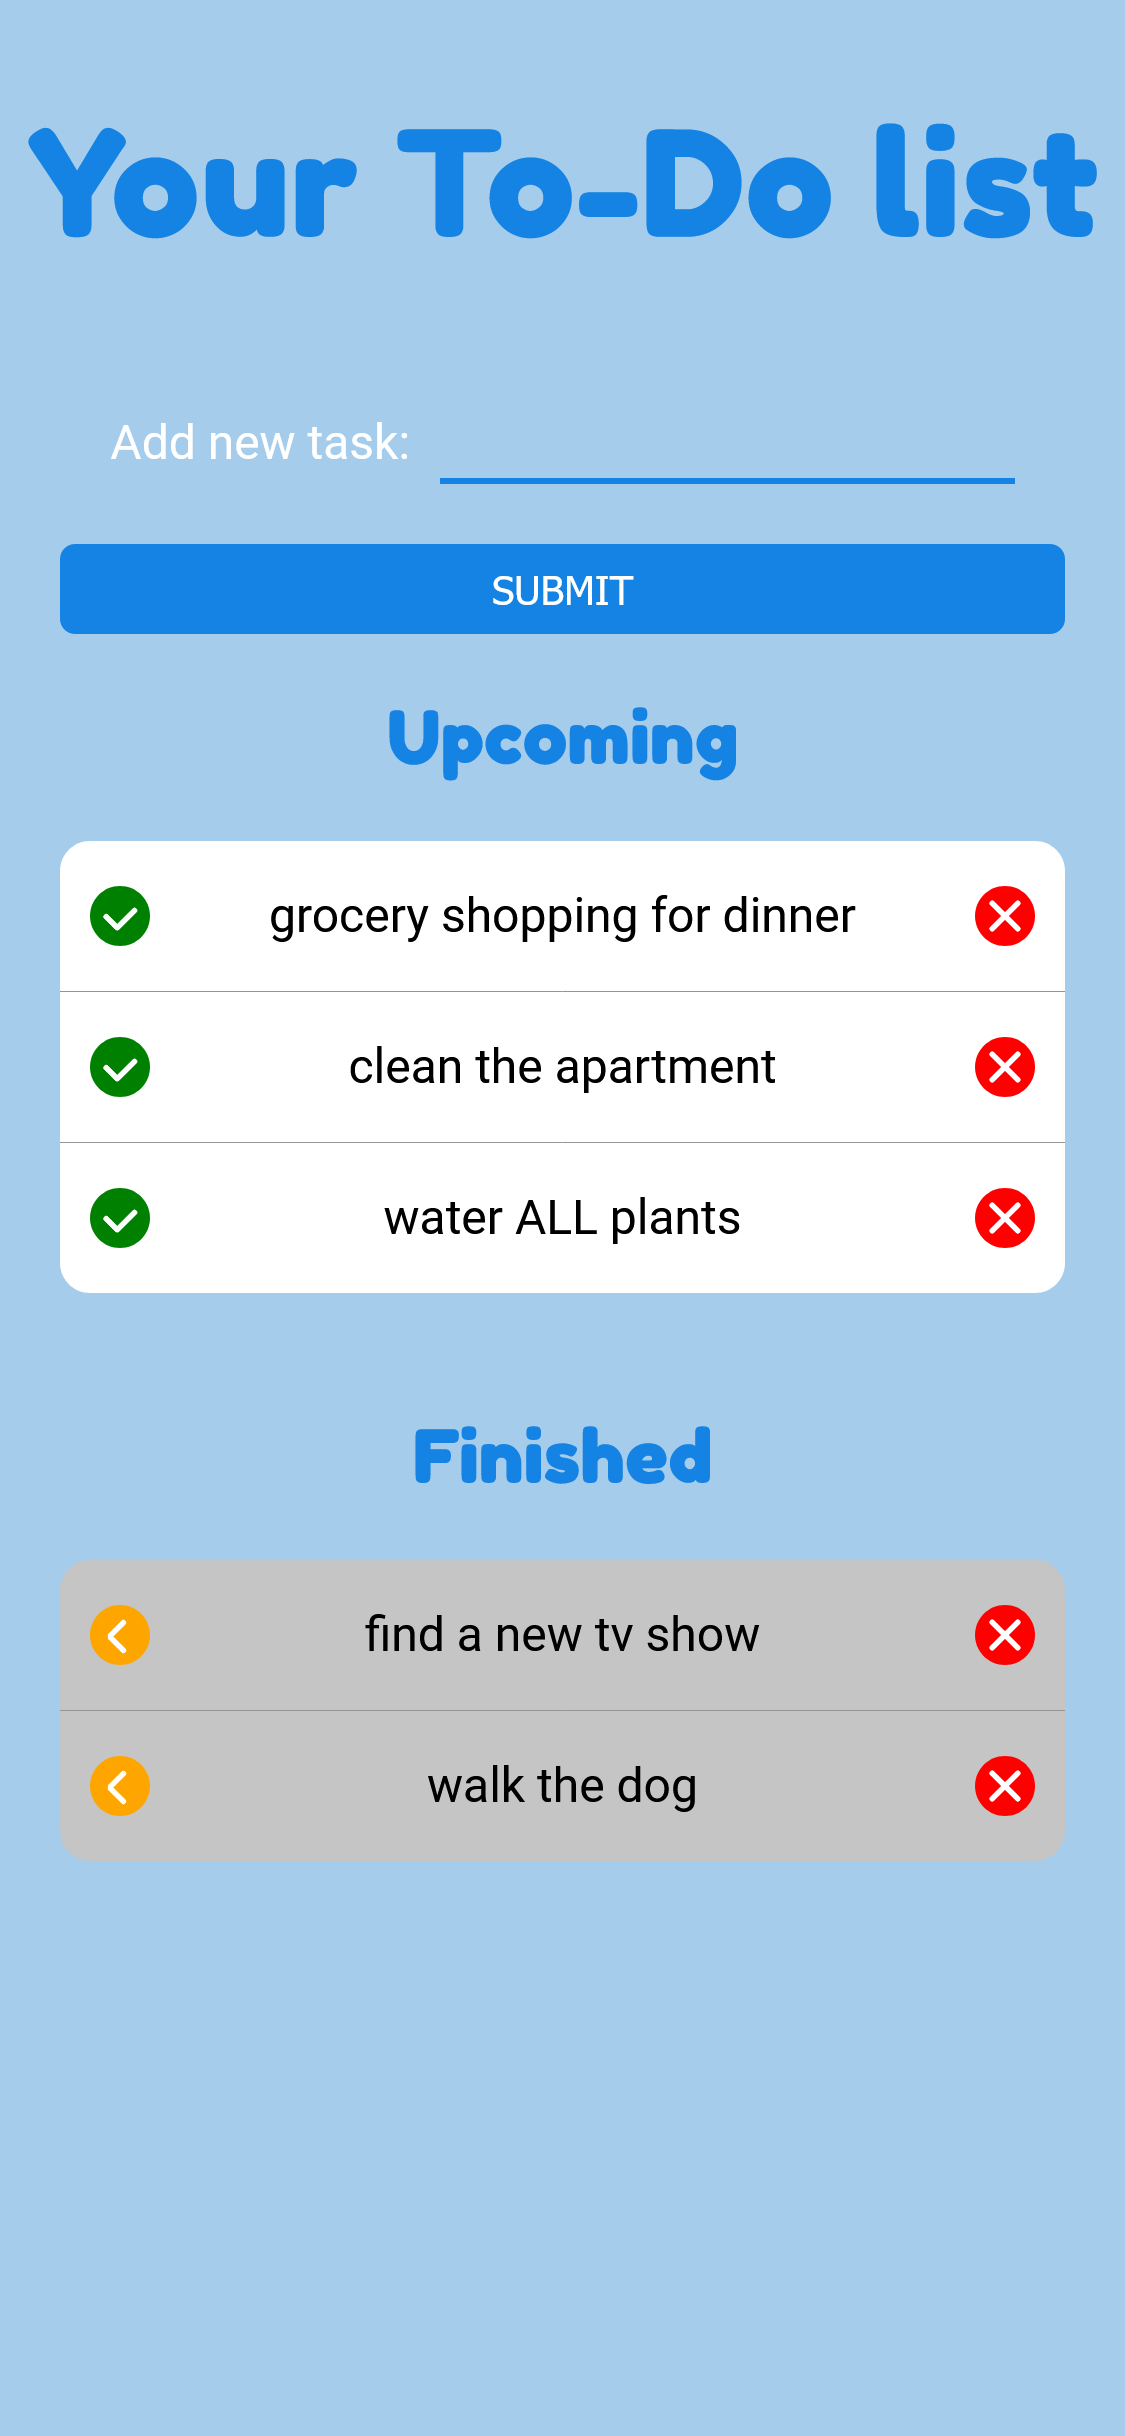 Your To-Do list
Add new task:
SUBMIT
Upcoming
grocery shopping for dinner
clean the apartment
water ALL plants
Finished
find a new tv show
walk the dog